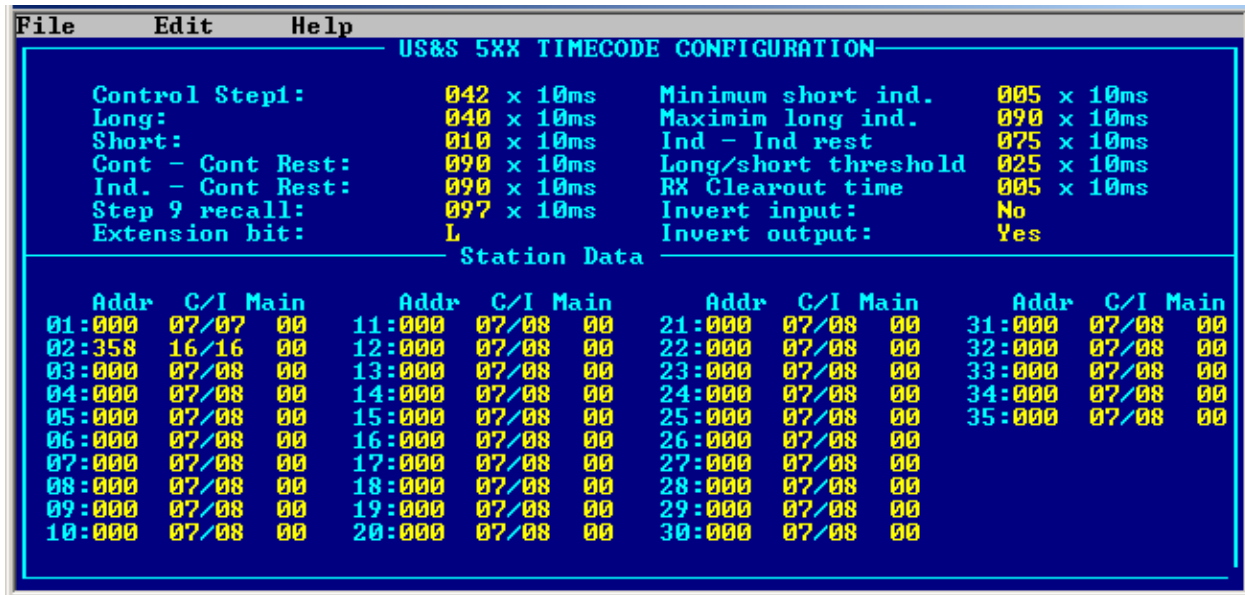 File Edit Help
US&S 5XX TIMECODE CONFIGURATION
Control Step1: 042 x 10ms Minimum short ind. 005 x 10ms
Long: 040 x 10ms Maximim long ind. 090 x 10ms
Short: 010 x 10ms Ind - Ind rest 075 x 10ms
Cont - Cont Rest: 090 x 10ms Long/short threshold 025 x 10ms
Ind. - Cont Rest: 090 x 10ms RX Clearout time 005 x 10ms
Step 9 recall: 097 x 10ms Invert input: No
Extension bit: L Invert output: Yes
Station Data
Addr C/I Main Addr C/I Main Addr C/I Main Addr C/I Main
01:000 07/07 00 11:000 07/08 00 21:000 07/08 00 31:000 07/08 00
02:358 16/16 00 12:000 07/08 00 22:000 07/08 00 32:000 07/08 00
03:000 07/08 00 13:000 07/08 00 23:000 07/08 00 33:000 07/08 00
04:000 07/08 00 14:000 07/08 00 24:000 07/08 00 34:000 07/08 00
05:000 07/08 00 15:000 07/08 00 25:000 07/08 00 35:000 07/08 00
06:000 07/08 00 16:000 07/08 00 26:000 07/08 00
07:000 07/08 00 17:000 07/08 00 27:000 07/08 00
08:000 07/08 00 18:000 07/08 00 28:000 07/08 00
09:000 07/08 00 19:000 07/08 00 29:000 07/08 00
10:000 07/08 00 20:000 07/08 00 30:000 07/08 00